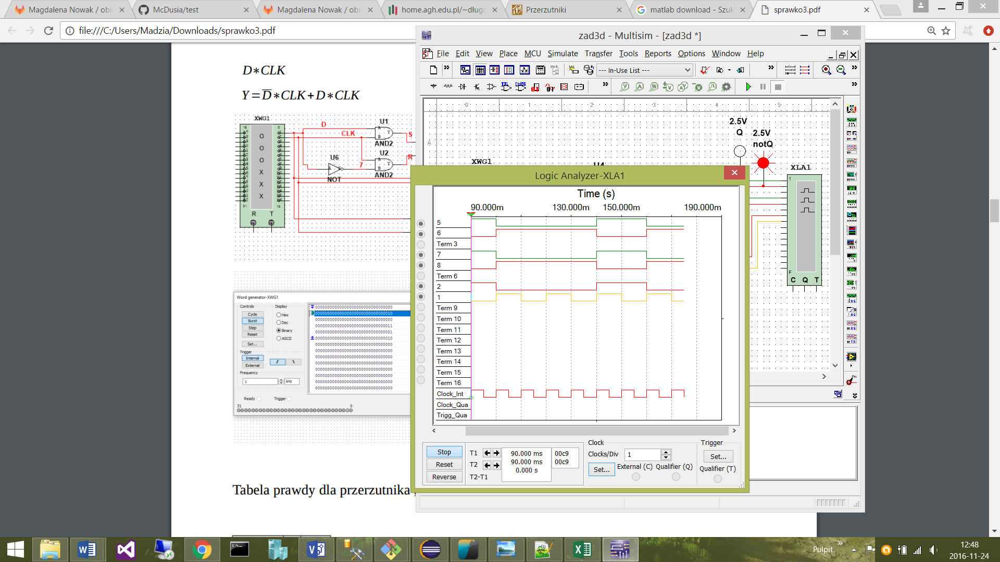 Magdalena Nowak / obie
McDusia/test
Magdalena Nowak / obie
home.agh.edu.pl/~dlugo
Przerzutniki
matlab download - Szuk
sprawko3.pdf
file:///C:/Users/Madzia/Downloads/sprawko3.pdf
D∗CLK
Y=D̅∗CLK+D∗CLK
XWG1
16
0
31
15
O
O
O
X
X
X
R T
D
CLK
U1
AND2
S
U2
AND2
R
U6
NOT
7
Word generator-XWG1
Controls
Cycle
Burst
Step
Reset
Set...
Display
Hex
Dec
Binary
ASCII
Trigger
Internal
External
Frequency
1
kHz
Ready
Trigger
00000000000000000000000000000000
00000000000000000000000000000010
00000000000000000000000000000000
00000000000000000000000000000011
00000000000000000000000000000001
00000000000000000000000000000010
00000000000000000000000000000000
00000000000000000000000000000000
00000000000000000000000000000000
00000000000000000000000000000000
00000000000000000000000000000000
00000000000000000000000000000000
00000000000000000000000000000000
00000000000000000000000000000000
31
0
Tabela prawdy dla przerzutnika
zad3d - Multisim - [zad3d *]
File Edit View Place MCU Simulate Transfer Tools Reports Options Window Help
--- In-Use List ---
0 1 2 3 4 5
A
XWG1
U4
2.5V
Q
2.5V
notQ
XLA1
1
F
C Q T
Logic Analyzer-XLA1
Time (s)
90.000m 130.000m 150.000m 190.000m
5
6
Term 3
7
8
Term 6
2
1
Term 9
Term 10
Term 11
Term 12
Term 13
Term 14
Term 15
Term 16
Clock_Int
Clock_Qua
Trigg_Qua
Stop
Reset
Reverse
T1
T2
T2-T1
90.000 ms
90.000 ms
0.000 s
00c9
00c9
Clock
Clocks/Div
1
Set...
External (C)
Qualifier (Q)
Trigger
Set...
Qualifier (T)
Pulpit
12:48
2016-11-24